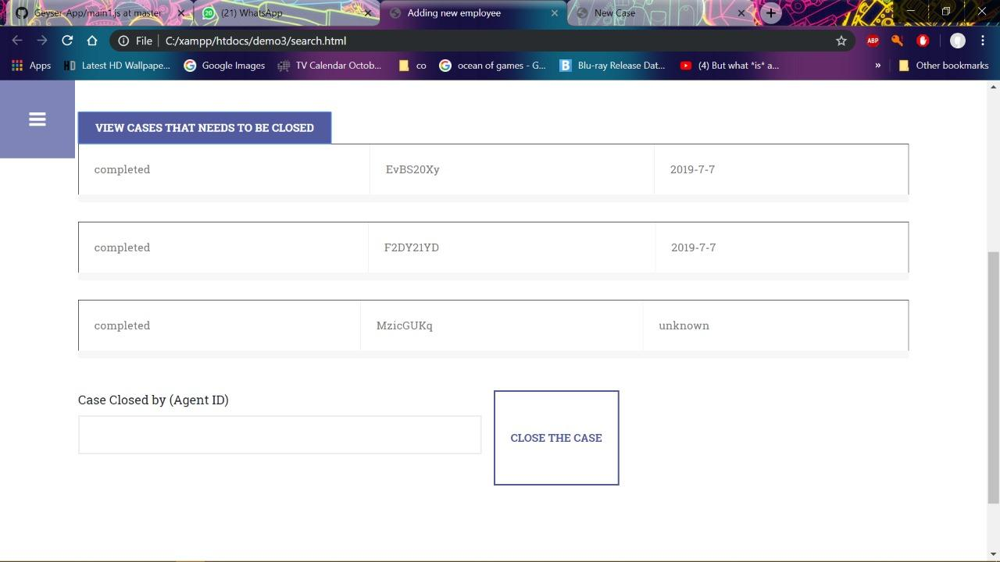 Geyser-App/main1.js at master
20 (21) WhatsApp
Adding new employee
New Case
File C:/xampp/htdocs/demo3/search.html
ABP
Apps
HD Latest HD Wallpape...
Google Images
TV Calendar Octob...
co
ocean of games - G...
B Blu-ray Release Dat...
(4) But what *is* a...
»
Other bookmarks
VIEW CASES THAT NEEDS TO BE CLOSED
completed EvBS20Xy 2019-7-7
completed F2DY21YD 2019-7-7
completed MzicGUKq unknown
Case Closed by (Agent ID)
CLOSE THE CASE